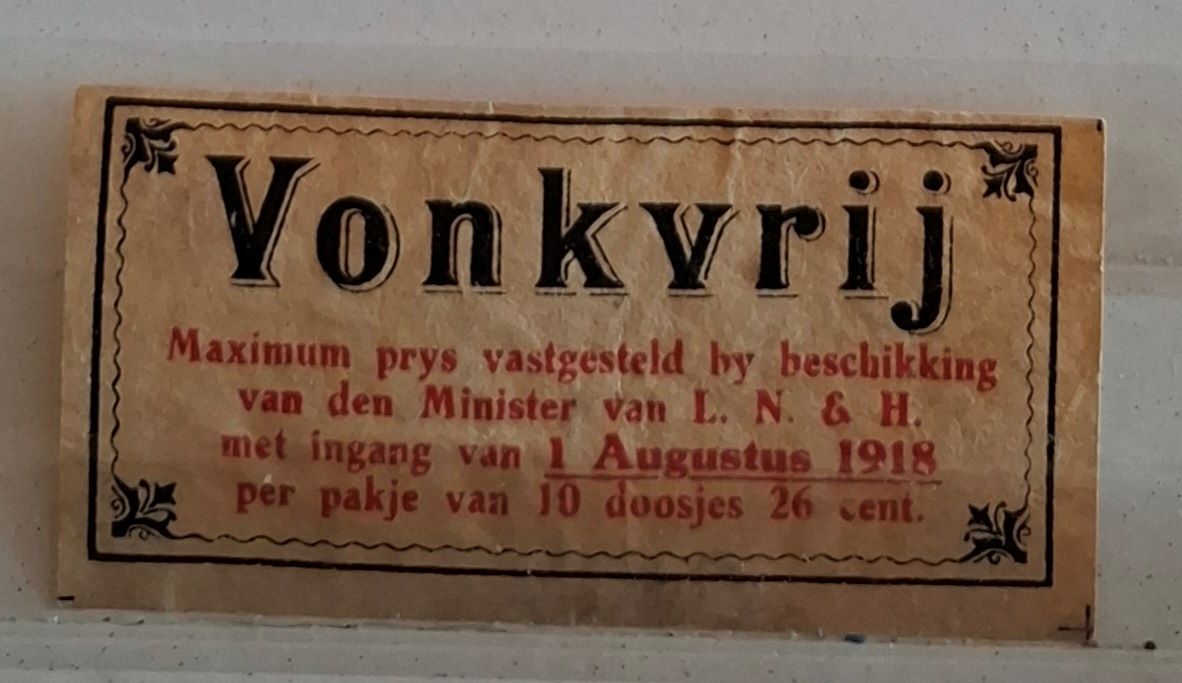 Vonkvrij
Maximum prys vastgesteld by beschikking
van den Minister van L. N. & H.
met ingang van 1 Augustus 1918
per pakje van 10 doosjes 26 cent.